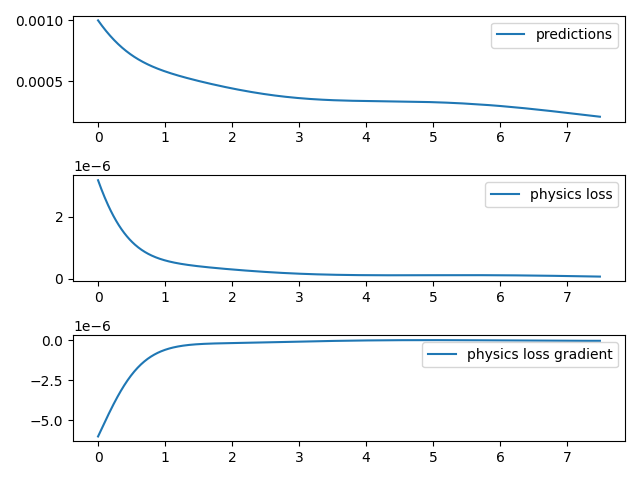 0.0010
0.0005
predictions
0 1 2 3 4 5 6 7
1e−6
2
0
physics loss
0 1 2 3 4 5 6 7
1e−6
0.0
−2.5
−5.0
physics loss gradient
0 1 2 3 4 5 6 7